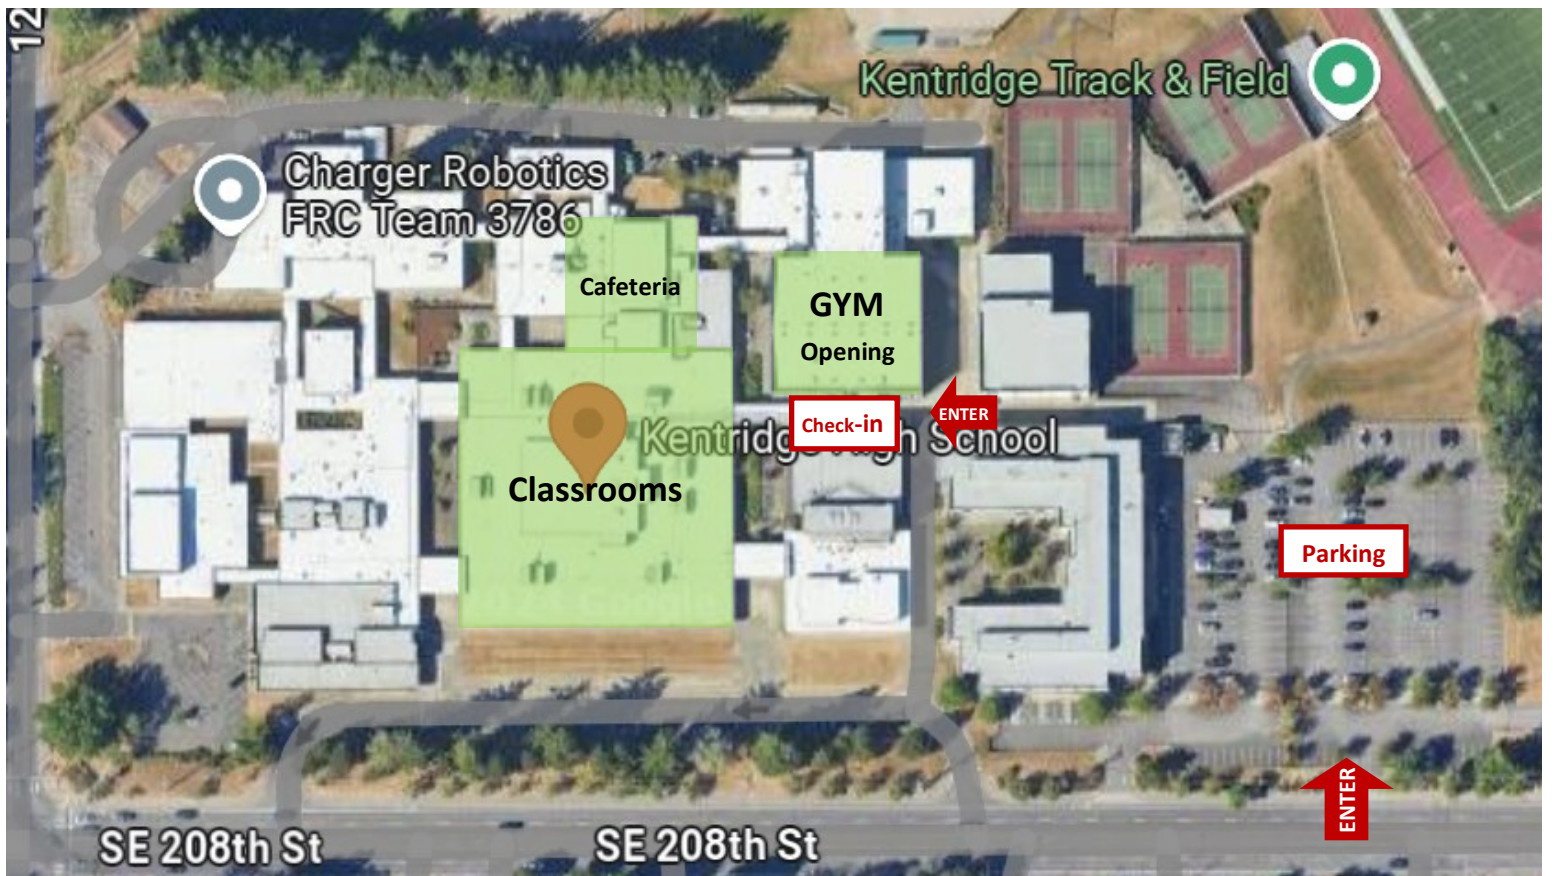 12
Kentridge Track & Field
Charger Robotics
FRC Team 3786
Cafeteria
GYM
Opening
Check-in
ENTER
Kentridge High School
Classrooms
Parking
ENTER
SE 208th St
SE 208th St